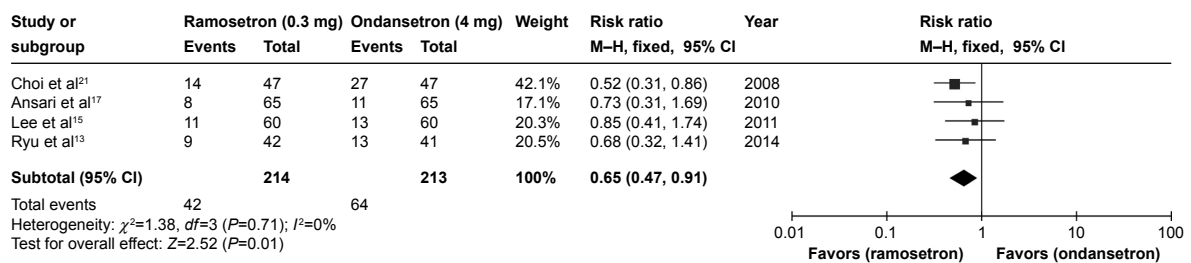 Study or Ramosetron (0.3 mg) Ondansetron (4 mg) Weight Risk ratio Year Risk ratio
subgroup Events Total Events Total M–H, fixed, 95% CI M–H, fixed, 95% CI
Choi et al²¹ 14 47 27 47 42.1% 0.52 (0.31, 0.86) 2008
Ansari et al¹⁷ 8 65 11 65 17.1% 0.73 (0.31, 1.69) 2010
Lee et al¹⁵ 11 60 13 60 20.3% 0.85 (0.41, 1.74) 2011
Ryu et al¹³ 9 42 13 41 20.5% 0.68 (0.32, 1.41) 2014
Subtotal (95% CI) 214 213 100% 0.65 (0.47, 0.91)
Total events 42 64
Heterogeneity: χ²=1.38, df=3 (P=0.71); I²=0%
Test for overall effect: Z=2.52 (P=0.01)
0.01 0.1 1 10 100
Favors (ramosetron) Favors (ondansetron)